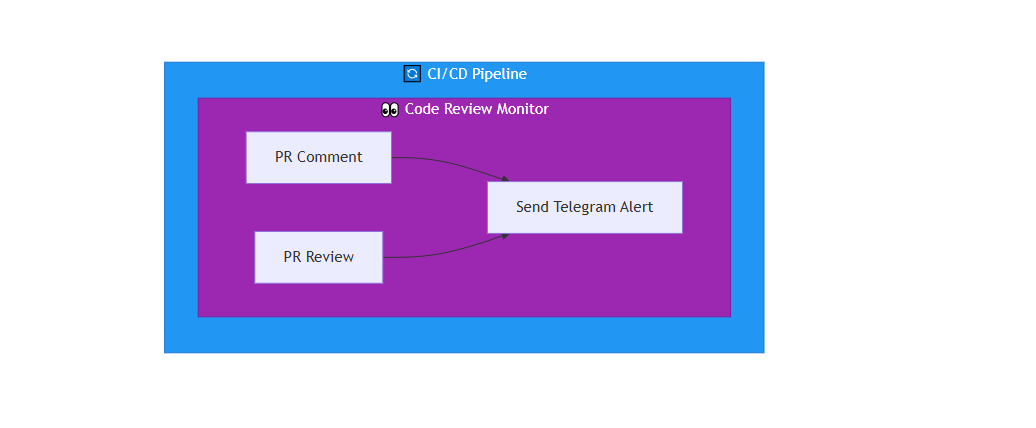 🔄 CI/CD Pipeline
👀 Code Review Monitor
PR Comment
Send Telegram Alert
PR Review